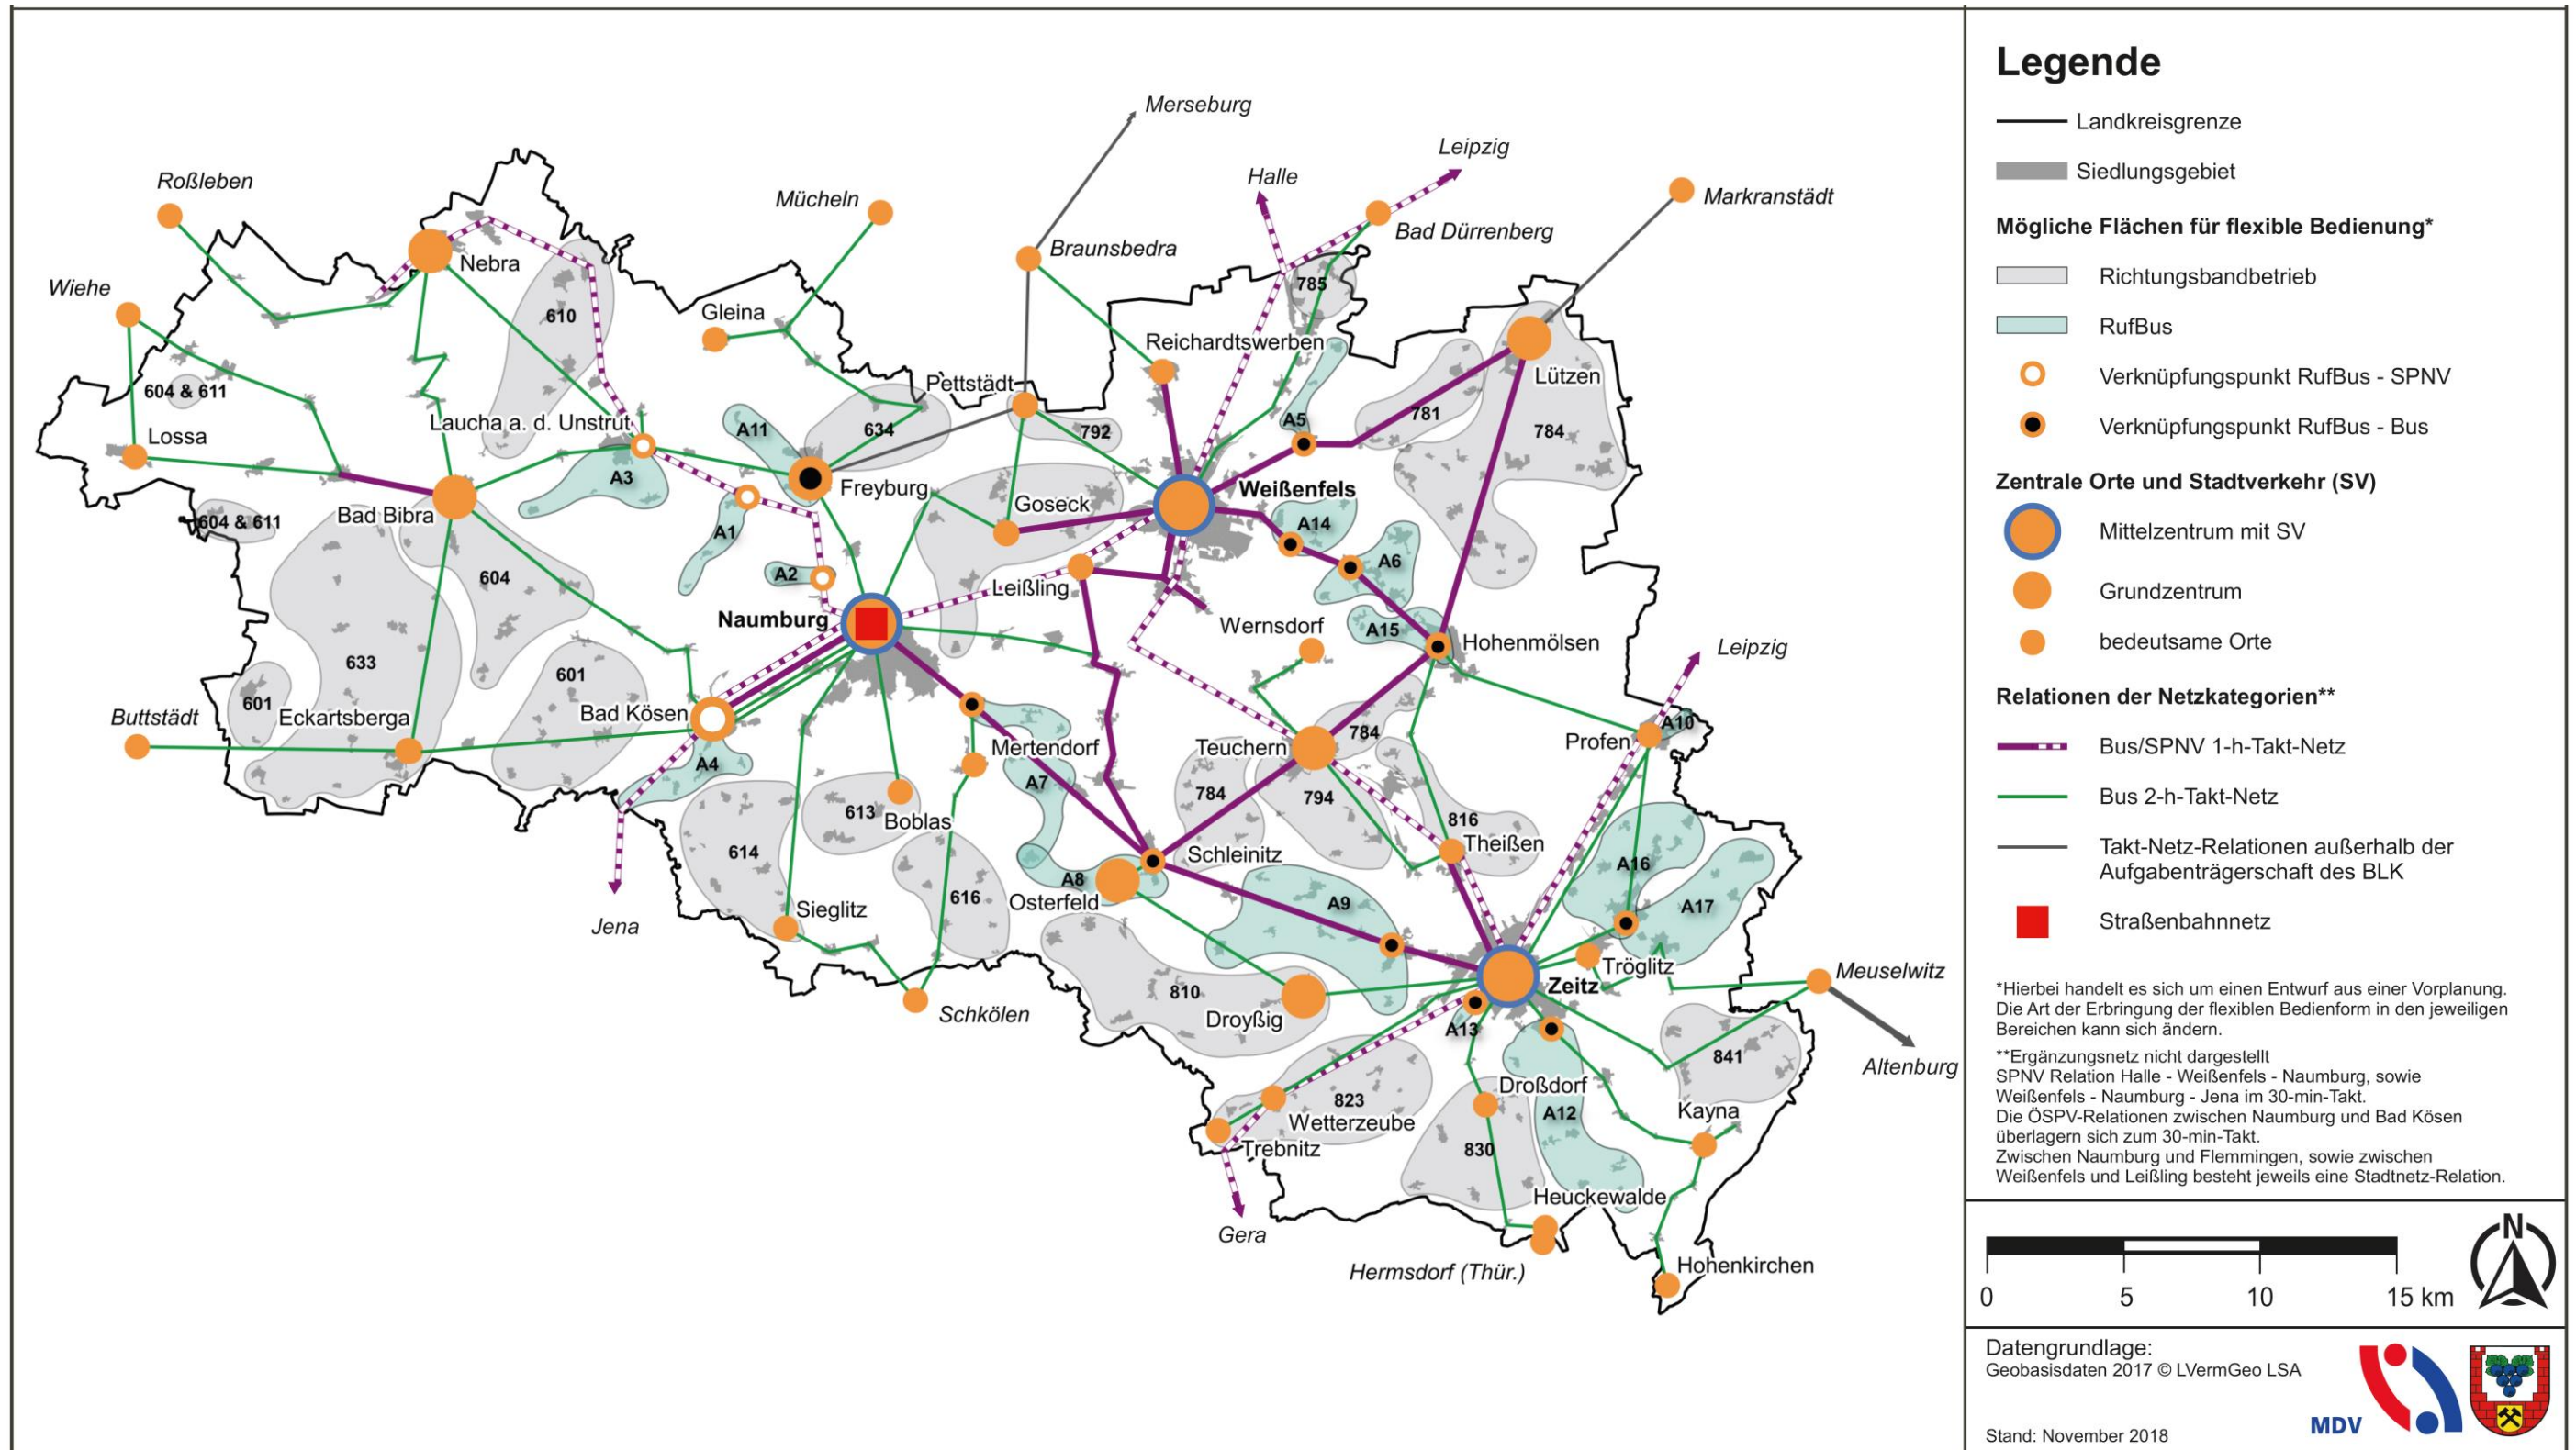 Merseburg
Leipzig
Halle
Roßleben
Mücheln
Markranstädt
Bad Dürrenberg
Braunsbedra
Nebra
Wiehe
785
Gleina
610
Reichardtswerben
Lützen
Pettstädt
604 & 611
A5
781
784
Laucha a. d. Unstrut
A11
634
792
Lossa
A3
Freyburg
Weißenfels
Goseck
Bad Bibra
604 & 611
A14
A1
A6
A2
604
Leißling
Naumburg
Wernsdorf
A15
Hohenmölsen
Leipzig
633
601
601
Eckartsberga
Bad Kösen
Buttstädt
A10
784
Profen
Mertendorf
Teuchern
A4
A7
784
794
613
Boblas
816
Theißen
614
Schleinitz
A16
A8
616
Osterfeld
A9
A17
Sieglitz
Jena
Tröglitz
Meuselwitz
Zeitz
810
Schkölen
Droyßig
A13
841
Altenburg
Droßdorf
823
A12
Kayna
Wetterzeube
Trebnitz
830
Heuckewalde
Gera
Hermsdorf (Thür.)
Hohenkirchen
Legende
Landkreisgrenze
Siedlungsgebiet
Mögliche Flächen für flexible Bedienung*
Richtungsbandbetrieb
RufBus
Verknüpfungspunkt RufBus - SPNV
Verknüpfungspunkt RufBus - Bus
Zentrale Orte und Stadtverkehr (SV)
Mittelzentrum mit SV
Grundzentrum
bedeutsame Orte
Relationen der Netzkategorien**
Bus/SPNV 1-h-Takt-Netz
Bus 2-h-Takt-Netz
Takt-Netz-Relationen außerhalb der
Aufgabenträgerschaft des BLK
Straßenbahnnetz
*Hierbei handelt es sich um einen Entwurf aus einer Vorplanung.
Die Art der Erbringung der flexiblen Bedienform in den jeweiligen
Bereichen kann sich ändern.
**Ergänzungsnetz nicht dargestellt
SPNV Relation Halle - Weißenfels - Naumburg, sowie
Weißenfels - Naumburg - Jena im 30-min-Takt.
Die ÖSPV-Relationen zwischen Naumburg und Bad Kösen
überlagern sich zum 30-min-Takt.
Zwischen Naumburg und Flemmingen, sowie zwischen
Weißenfels und Leißling besteht jeweils eine Stadtnetz-Relation.
N
0 5 10 15 km
Datengrundlage:
Geobasisdaten 2017 © LVermGeo LSA
MDV
Stand: November 2018